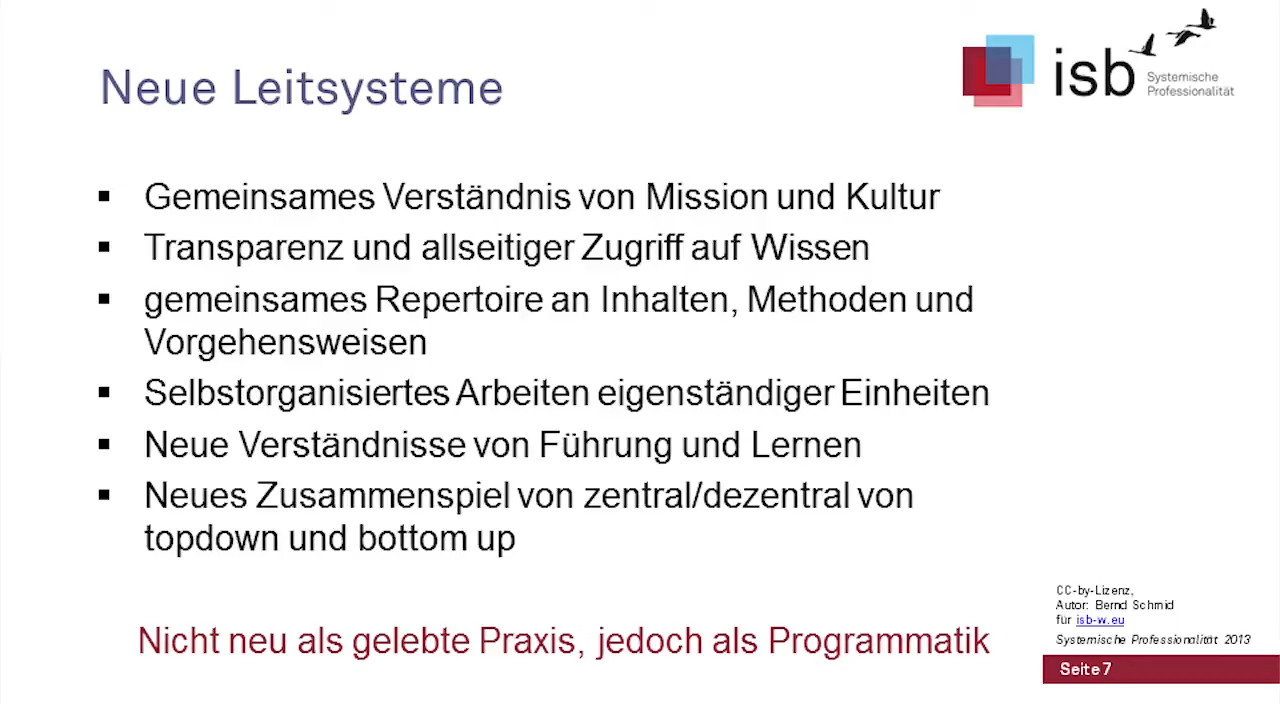 Neue Leitsysteme
isb
Systemische
Professionalität
▪ Gemeinsames Verständnis von Mission und Kultur
▪ Transparenz und allseitiger Zugriff auf Wissen
▪ gemeinsames Repertoire an Inhalten, Methoden und
Vorgehensweisen
▪ Selbstorganisiertes Arbeiten eigenständiger Einheiten
▪ Neue Verständnisse von Führung und Lernen
▪ Neues Zusammenspiel von zentral/dezentral von
topdown und bottom up
Nicht neu als gelebte Praxis, jedoch als Programmatik
CC-by-Lizenz,
Autor: Bernd Schmid
für isb-w.eu
Systemische Professionalität 2013
Seite 7